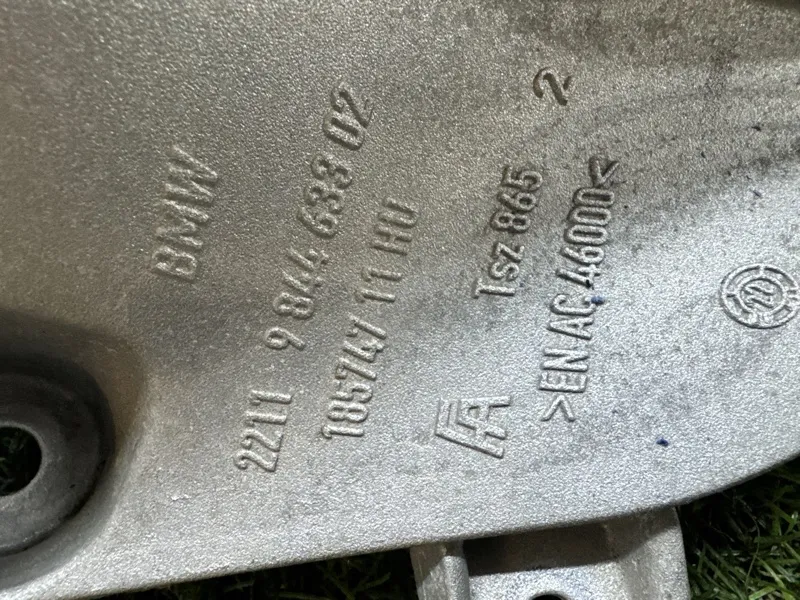 BMW
2211 9 844 633 02
185747 11 HU
Tsz 865
2
>EN AC 46000<